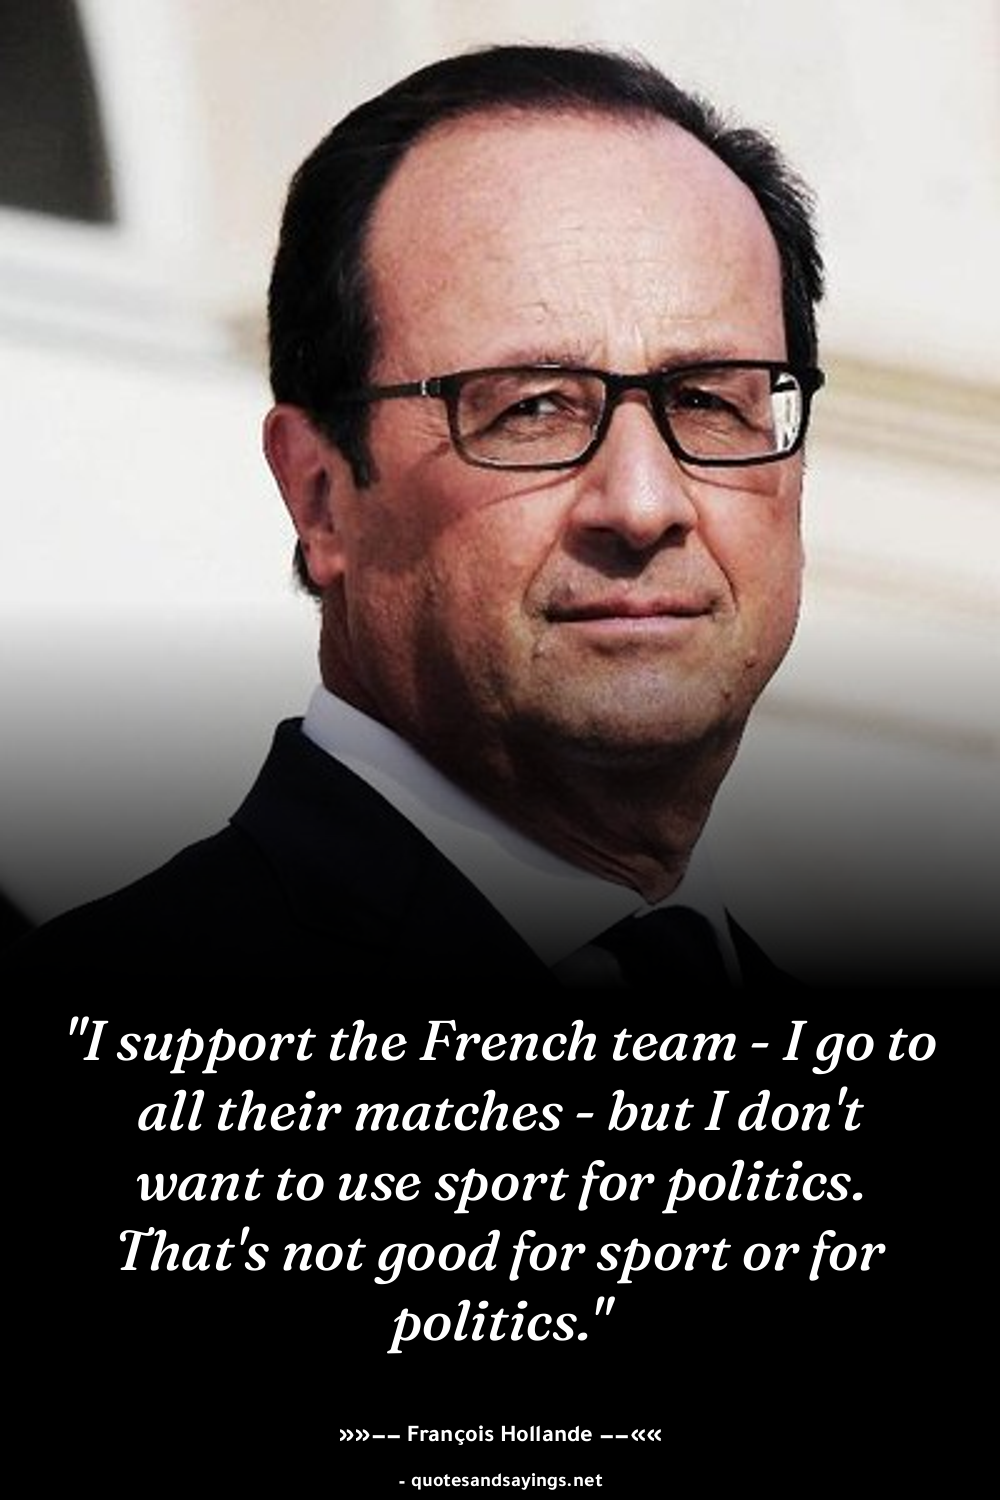 "I support the French team - I go to
all their matches - but I don't
want to use sport for politics.
That's not good for sport or for
politics."
»»−− François Hollande −−««
- quotesandsayings.net